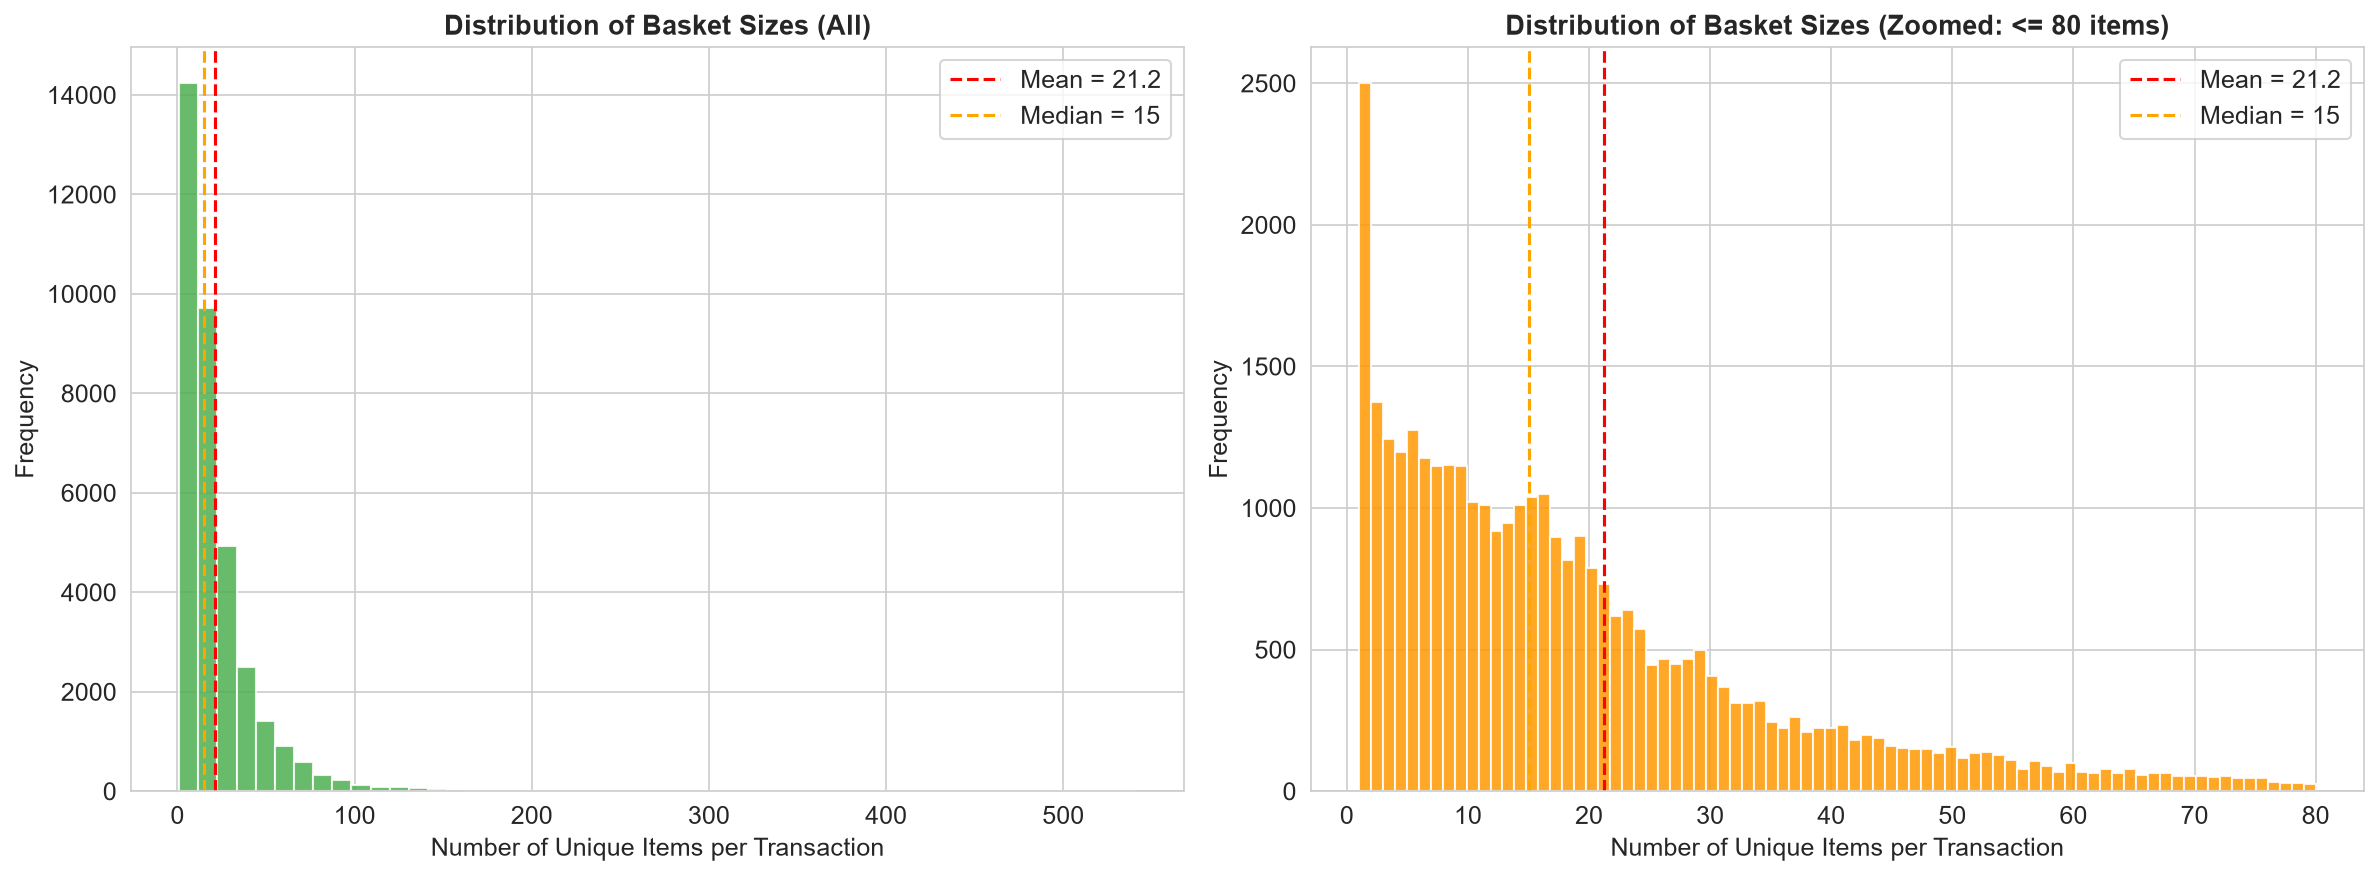 Distribution of Basket Sizes (All)
Mean = 21.2
Median = 15
14000
12000
10000
8000
6000
4000
2000
0
Frequency
0 100 200 300 400 500
Number of Unique Items per Transaction
Distribution of Basket Sizes (Zoomed: <= 80 items)
Mean = 21.2
Median = 15
2500
2000
1500
1000
500
0
Frequency
0 10 20 30 40 50 60 70 80
Number of Unique Items per Transaction